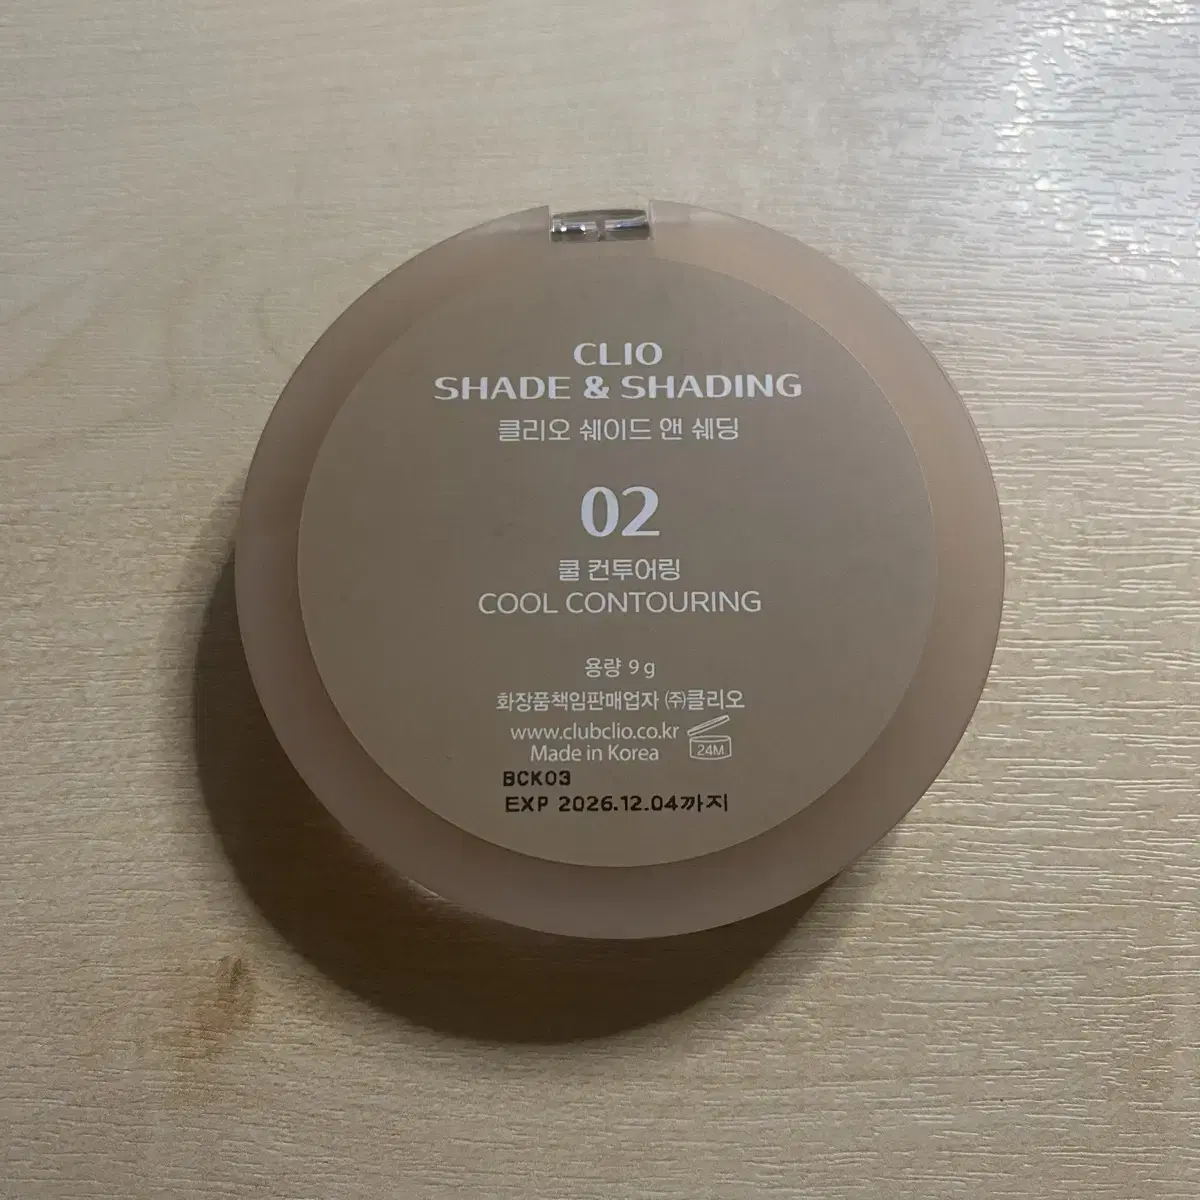 CLIO
SHADE & SHADING
클리오 쉐이드 앤 쉐딩
02
쿨 컨투어링
COOL CONTOURING
용량 9 g
화장품책임판매업자 ㈜클리오
www.clubclio.co.kr
24M
Made in Korea
BCK03
EXP 2026.12.04까지